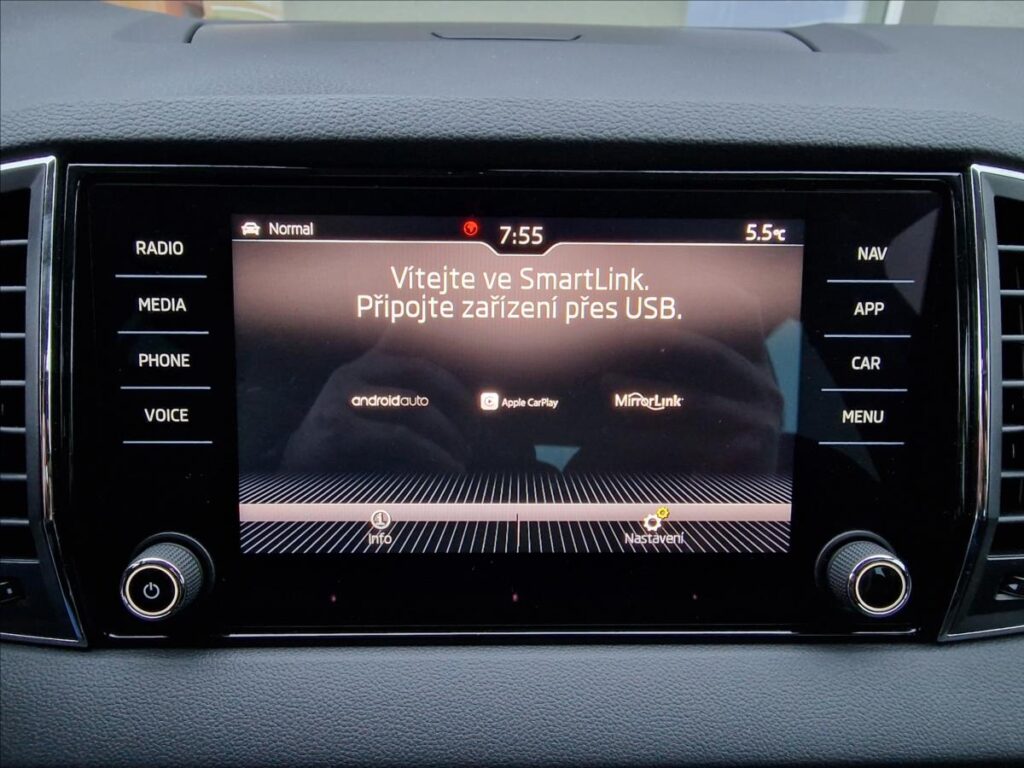 Normal
7:55
5.5°C
RADIO
MEDIA
PHONE
VOICE
Vítejte ve SmartLink.
Připojte zařízení přes USB.
androidauto
Apple CarPlay
MirrorLink
Info
Nastavení
NAV
APP
CAR
MENU